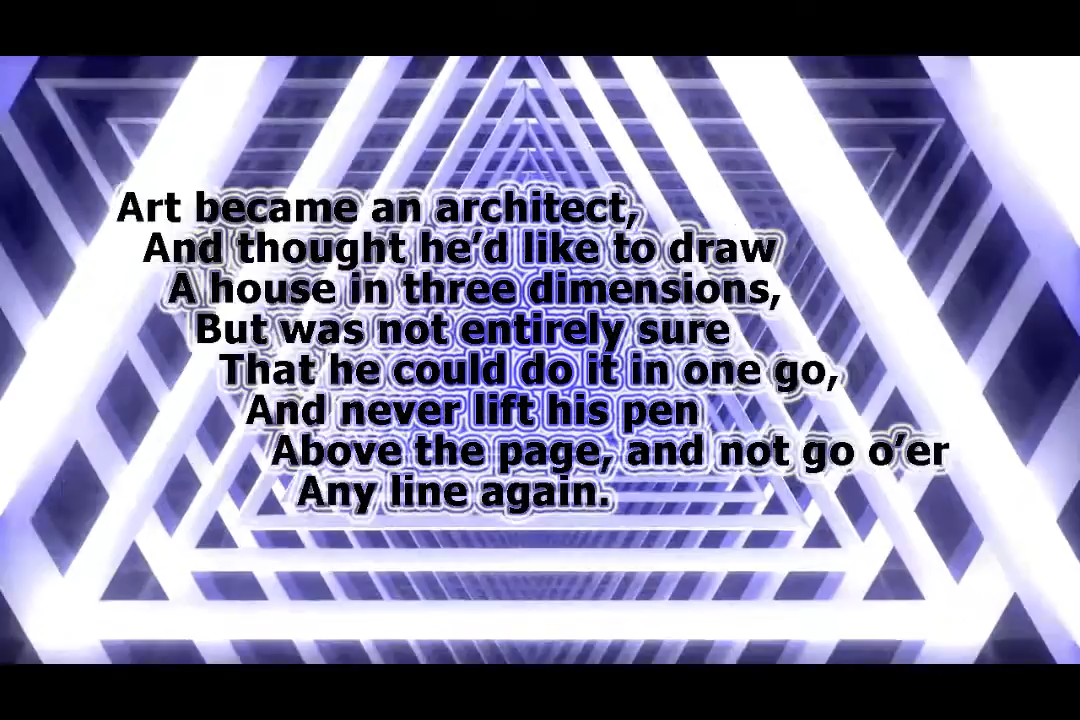 Art became an architect,
And thought he’d like to draw
A house in three dimensions,
But was not entirely sure
That he could do it in one go,
And never lift his pen
Above the page, and not go o’er
Any line again.